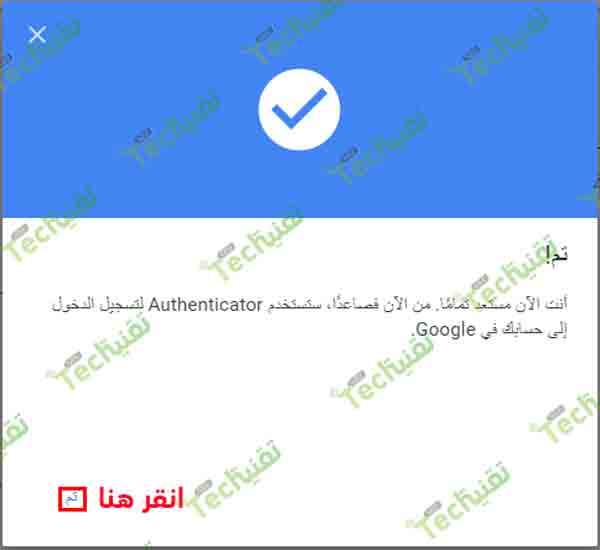 تم!
أنت الآن مستعد تمامًا. من الآن فصاعدًا، ستستخدم Authenticator لتسجيل الدخول
إلى حسابك في Google.
تم
انقر هنا
Techتقنية